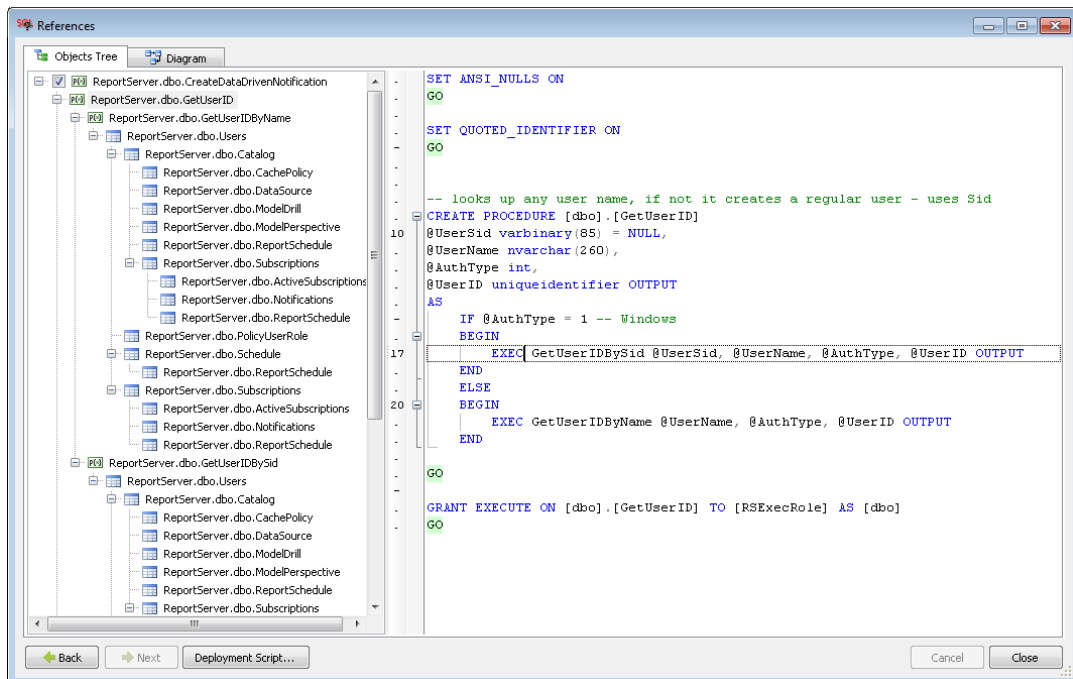 SQL References
Objects Tree
Diagram
ReportServer.dbo.CreateDataDrivenNotification
ReportServer.dbo.GetUserID
ReportServer.dbo.GetUserIDByName
ReportServer.dbo.Users
ReportServer.dbo.Catalog
ReportServer.dbo.CachePolicy
ReportServer.dbo.DataSource
ReportServer.dbo.ModelDrill
ReportServer.dbo.ModelPerspective
ReportServer.dbo.ReportSchedule
ReportServer.dbo.Subscriptions
ReportServer.dbo.ActiveSubscriptions
ReportServer.dbo.Notifications
ReportServer.dbo.ReportSchedule
ReportServer.dbo.PolicyUserRole
ReportServer.dbo.Schedule
ReportServer.dbo.ReportSchedule
ReportServer.dbo.Subscriptions
ReportServer.dbo.ActiveSubscriptions
ReportServer.dbo.Notifications
ReportServer.dbo.ReportSchedule
ReportServer.dbo.GetUserIDBySid
ReportServer.dbo.Users
ReportServer.dbo.Catalog
ReportServer.dbo.CachePolicy
ReportServer.dbo.DataSource
ReportServer.dbo.ModelDrill
ReportServer.dbo.ModelPerspective
ReportServer.dbo.ReportSchedule
ReportServer.dbo.Subscriptions
SET ANSI_NULLS ON
GO
SET QUOTED_IDENTIFIER ON
GO
-- looks up any user name, if not it creates a regular user - uses Sid
CREATE PROCEDURE [dbo].[GetUserID]
10 @UserSid varbinary(85) = NULL,
@UserName nvarchar(260),
@AuthType int,
@UserID uniqueidentifier OUTPUT
AS
IF @AuthType = 1 -- Windows
BEGIN
17 EXEC GetUserIDBySid @UserSid, @UserName, @AuthType, @UserID OUTPUT
END
ELSE
20 BEGIN
EXEC GetUserIDByName @UserName, @AuthType, @UserID OUTPUT
END
GO
GRANT EXECUTE ON [dbo].[GetUserID] TO [RSExecRole] AS [dbo]
GO
Back
Next
Deployment Script...
Cancel
Close